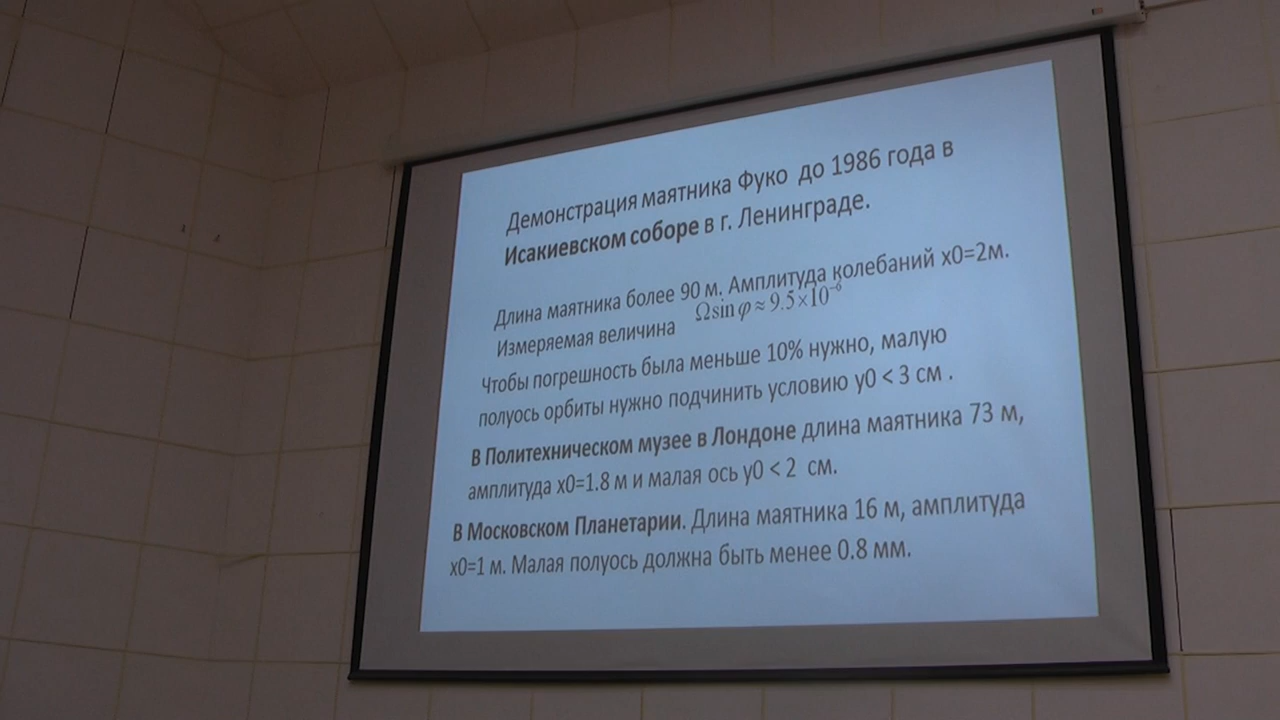 Демонстрация маятника Фуко до 1986 года в
Исакиевском соборе в г. Ленинграде.
Длина маятника более 90 м. Амплитуда колебаний x0=2м.
Измеряемая величина Ωsin φ ≈ 9.5×10⁻⁶
Чтобы погрешность была меньше 10% нужно, малую
полуось орбиты нужно подчинить условию y0 < 3 см .
В Политехническом музее в Лондоне длина маятника 73 м,
амплитуда x0=1.8 м и малая ось y0 < 2 см.
В Московском Планетарии. Длина маятника 16 м, амплитуда
x0=1 м. Малая полуось должна быть менее 0.8 мм.